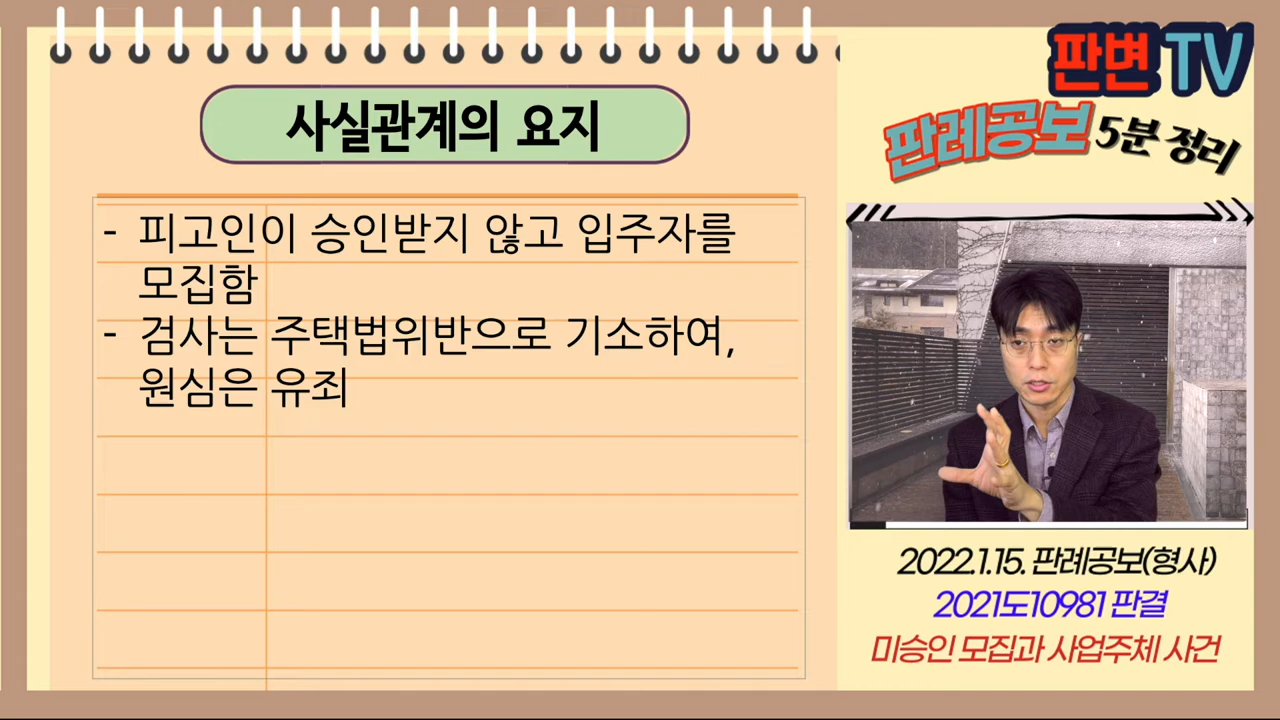 사실관계의 요지
- 피고인이 승인받지 않고 입주자를
모집함
- 검사는 주택법위반으로 기소하여,
원심은 유죄
판변 TV
판례공보 5분 정리
2022.1.15. 판례공보(형사)
2021도10981 판결
미승인 모집과 사업주체 사건